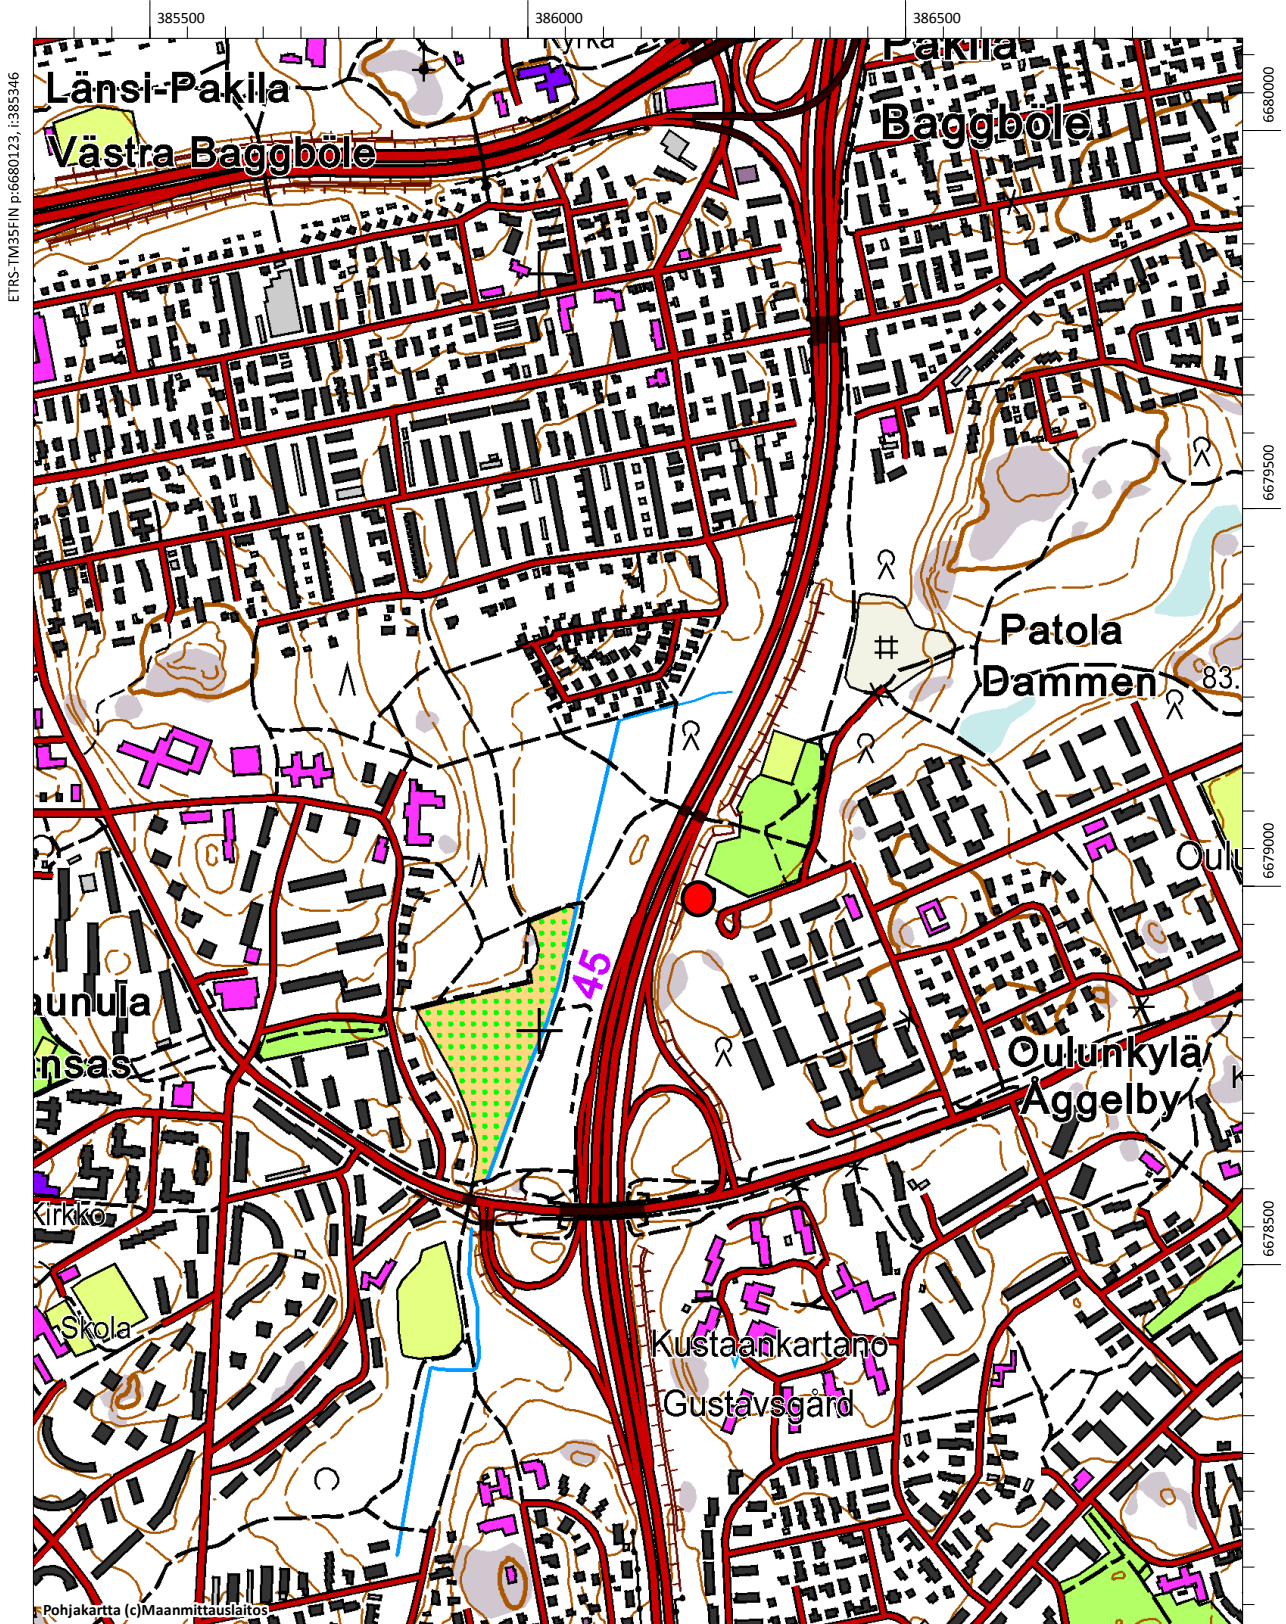 385500
386000
386500
ETRS-TM35FIN p:6680123, i:385346
6680000
6679500
6679000
6678500
Kyrka
Pakila
Baggböle
Länsi-Pakila
Västra Baggböle
Patola
Dammen
83.
Oulu
45
aunula
nsas
Oulunkylä
Åggelby
K
Kirkko
Skola
Kustaankartano
Gustavsgård
Pohjakartta (c)Maanmittauslaitos